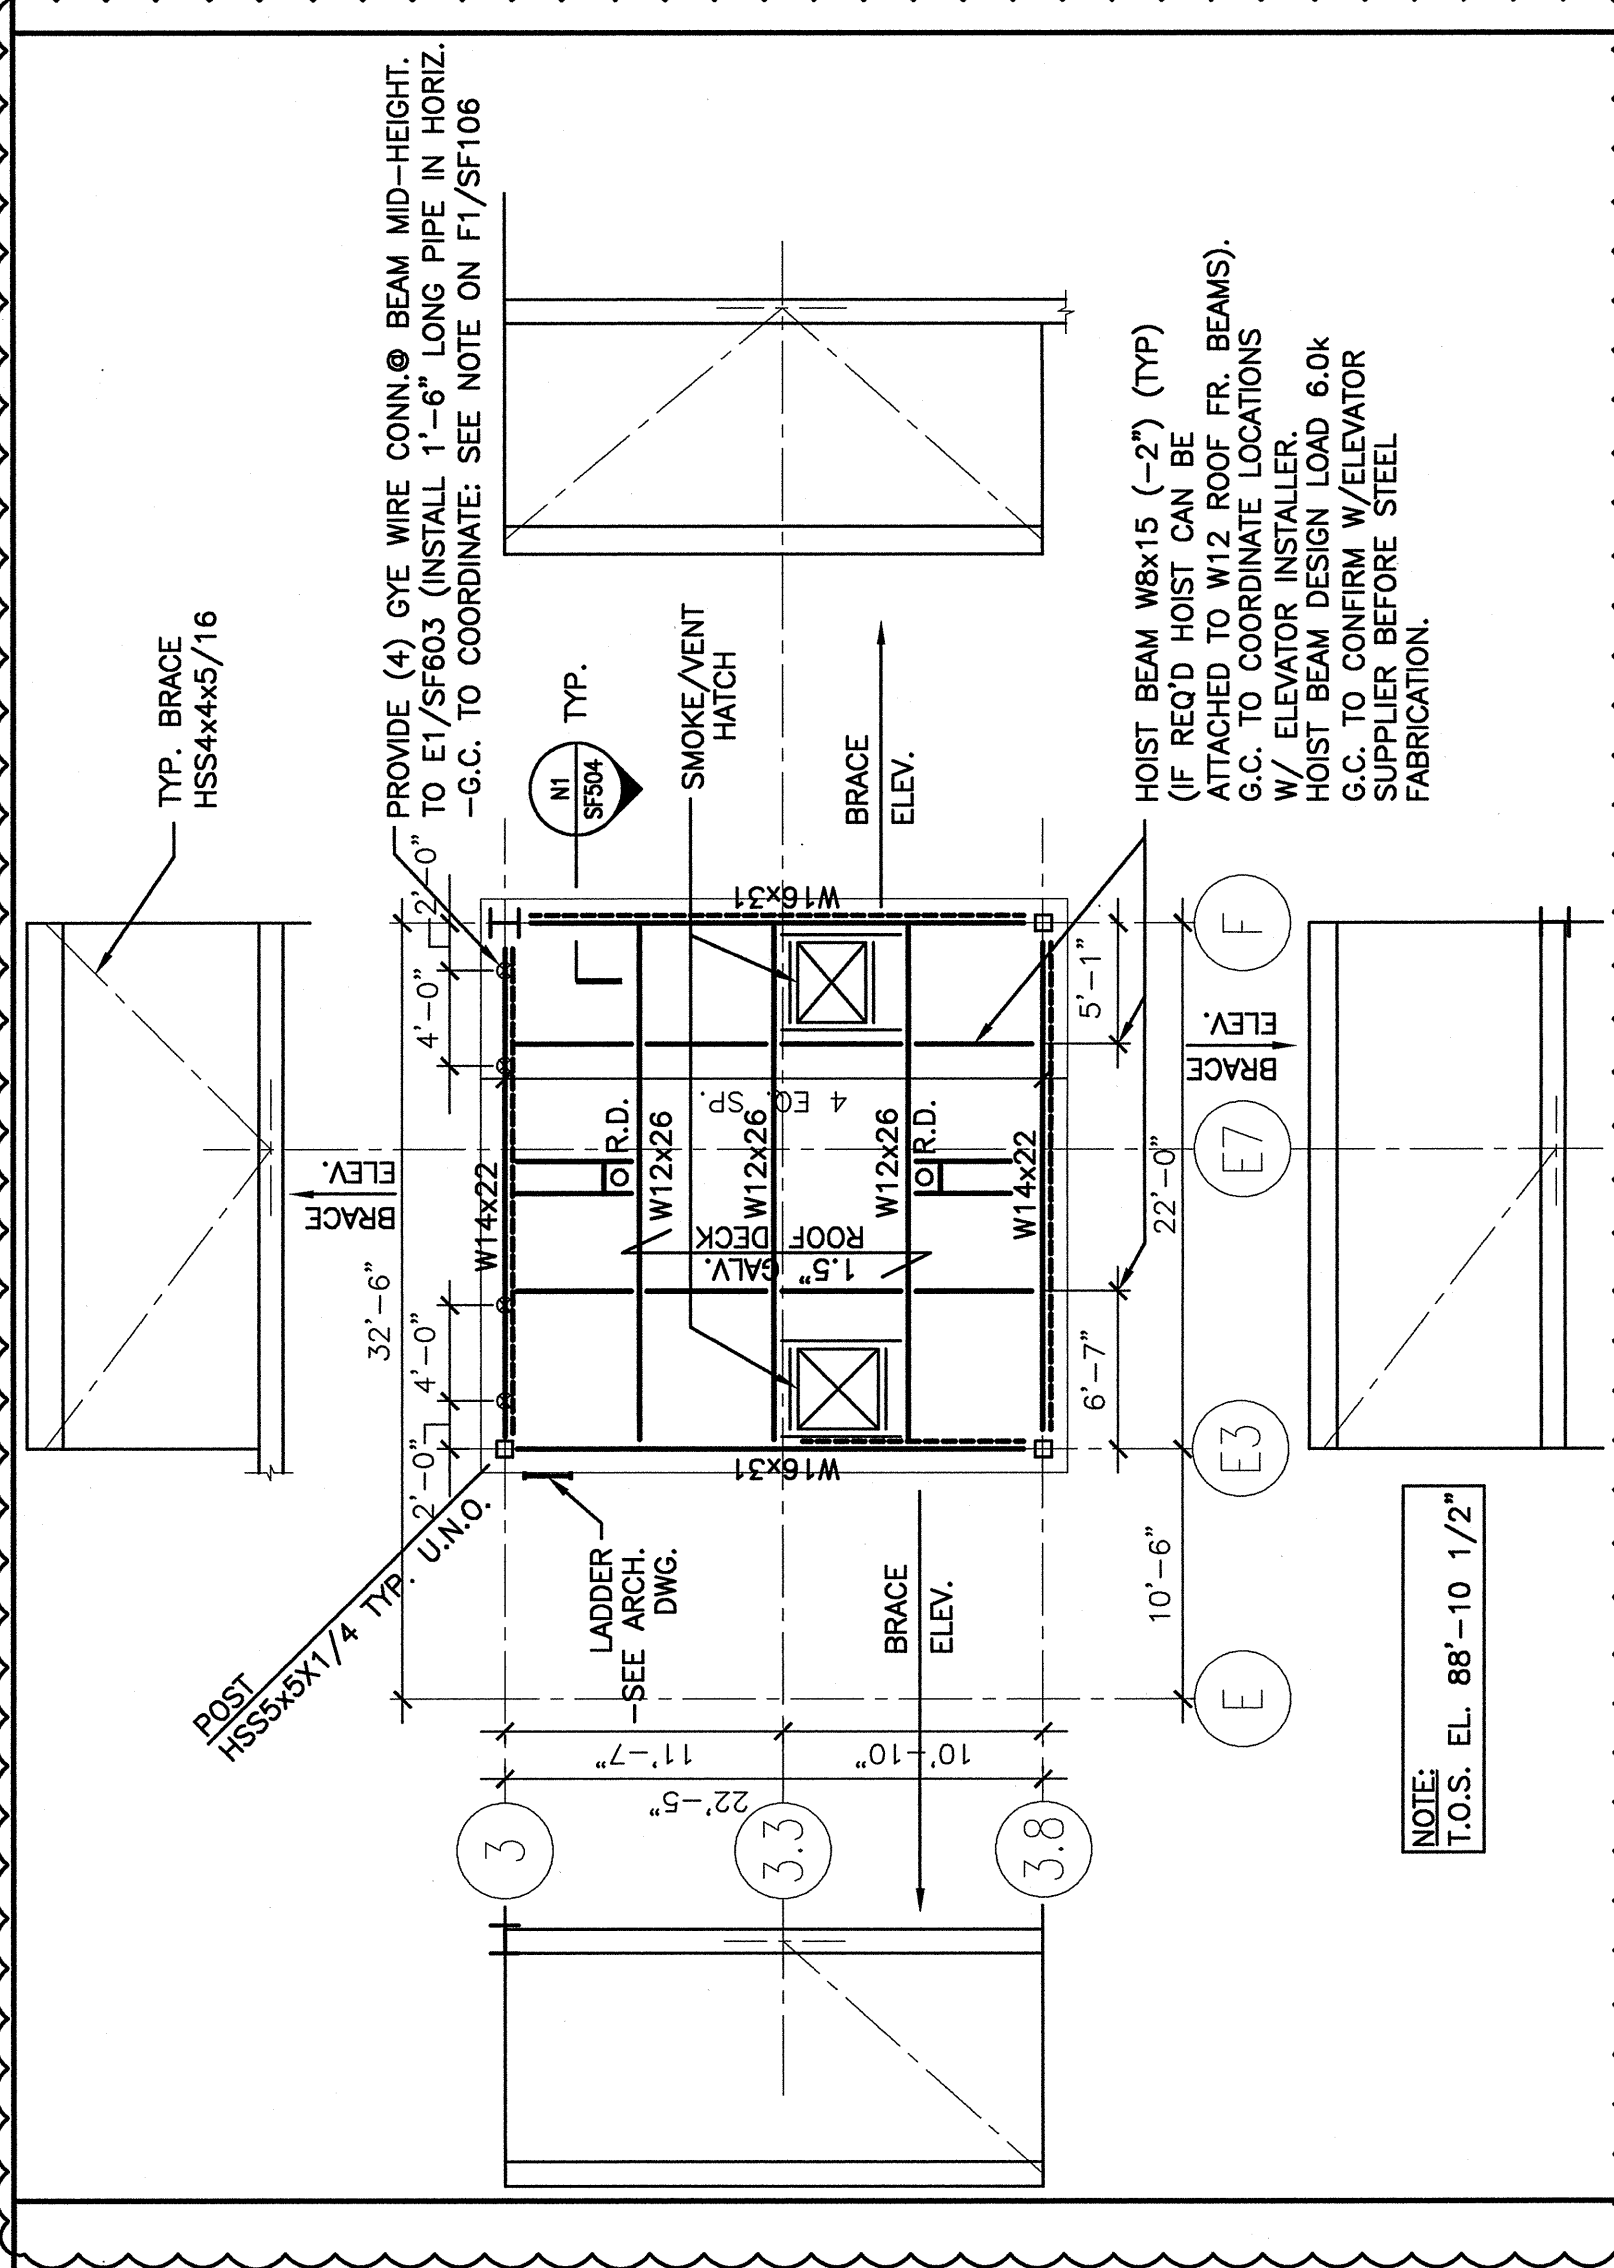 TYP. BRACE
HSS4x4x5/16
PROVIDE (4) GYE WIRE CONN.@ BEAM MID-HEIGHT.
TO E1/SF603 (INSTALL 1'-6" LONG PIPE IN HORIZ.
-G.C. TO COORDINATE: SEE NOTE ON F1/SF106
POST
HSS5x5X1/4 TYP. U.N.O.
32'-6"
2'-0"
4'-0"
4'-0"
2'-0"
BRACE
ELEV.
N1
SF504
TYP.
SMOKE/VENT
HATCH
LADDER
-SEE ARCH.
DWG.
W14x22
W16x31
W16x31
R.D.
W12x26
W12x26
W12x26
R.D.
W14x22
4 EQ. SP.
1.5" GALV.
ROOF DECK
BRACE
ELEV.
BRACE
ELEV.
3
3.3
3.8
11'-7"
10'-10"
22'-5"
HOIST BEAM W8x15 (-2") (TYP)
(IF REQ'D HOIST CAN BE
ATTACHED TO W12 ROOF FR. BEAMS).
G.C. TO COORDINATE LOCATIONS
W/ ELEVATOR INSTALLER.
HOIST BEAM DESIGN LOAD 6.0k
G.C. TO CONFIRM W/ELEVATOR
SUPPLIER BEFORE STEEL
FABRICATION.
6'-7"
5'-1"
10'-6"
22'-0"
BRACE
ELEV.
E
E3
E7
F
NOTE:
T.O.S. EL. 88'-10 1/2"